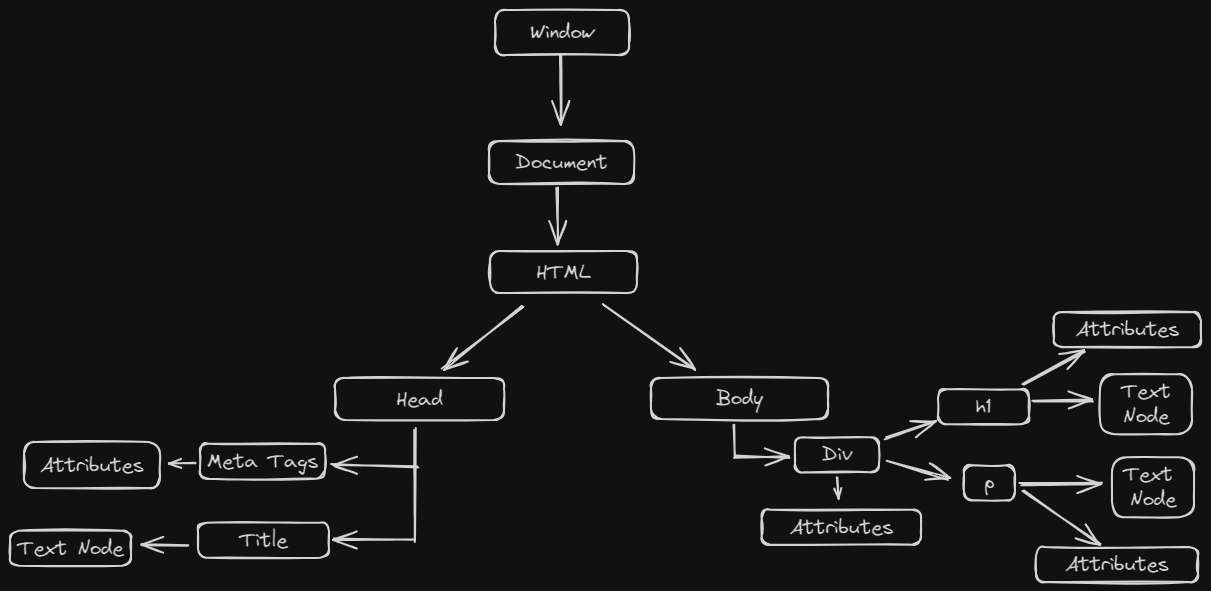 Window
Document
HTML
Head
Body
Attributes
Meta Tags
Text Node
Title
Div
Attributes
h1
Attributes
Text
Node
p
Text
Node
Attributes